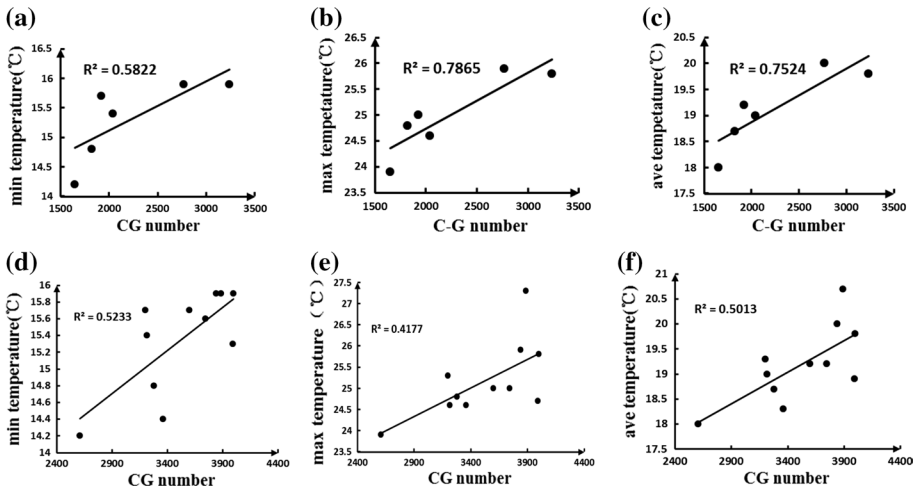 (a)
min temperature(℃)
16.5
16
15.5
15
14.5
14
R² = 0.5822
1500 2000 2500 3000 3500
CG number
(b)
max tempetature(℃)
26.5
26
25.5
25
24.5
24
23.5
R² = 0.7865
1500 2000 2500 3000 3500
C-G number
(c)
ave temperature(℃)
20.5
20
19.5
19
18.5
18
17.5
R² = 0.7524
1500 2000 2500 3000 3500
C-G number
(d)
min temperature(℃)
16
15.8
15.6
15.4
15.2
15
14.8
14.6
14.4
14.2
14
R² = 0.5233
2400 2900 3400 3900 4400
CG number
(e)
max temperature (℃)
27.5
27
26.5
26
25.5
25
24.5
24
23.5
R² = 0.4177
2400 2900 3400 3900 4400
CG number
(f)
ave temperature(℃)
21
20.5
20
19.5
19
18.5
18
17.5
R² = 0.5013
2400 2900 3400 3900 4400
CG number